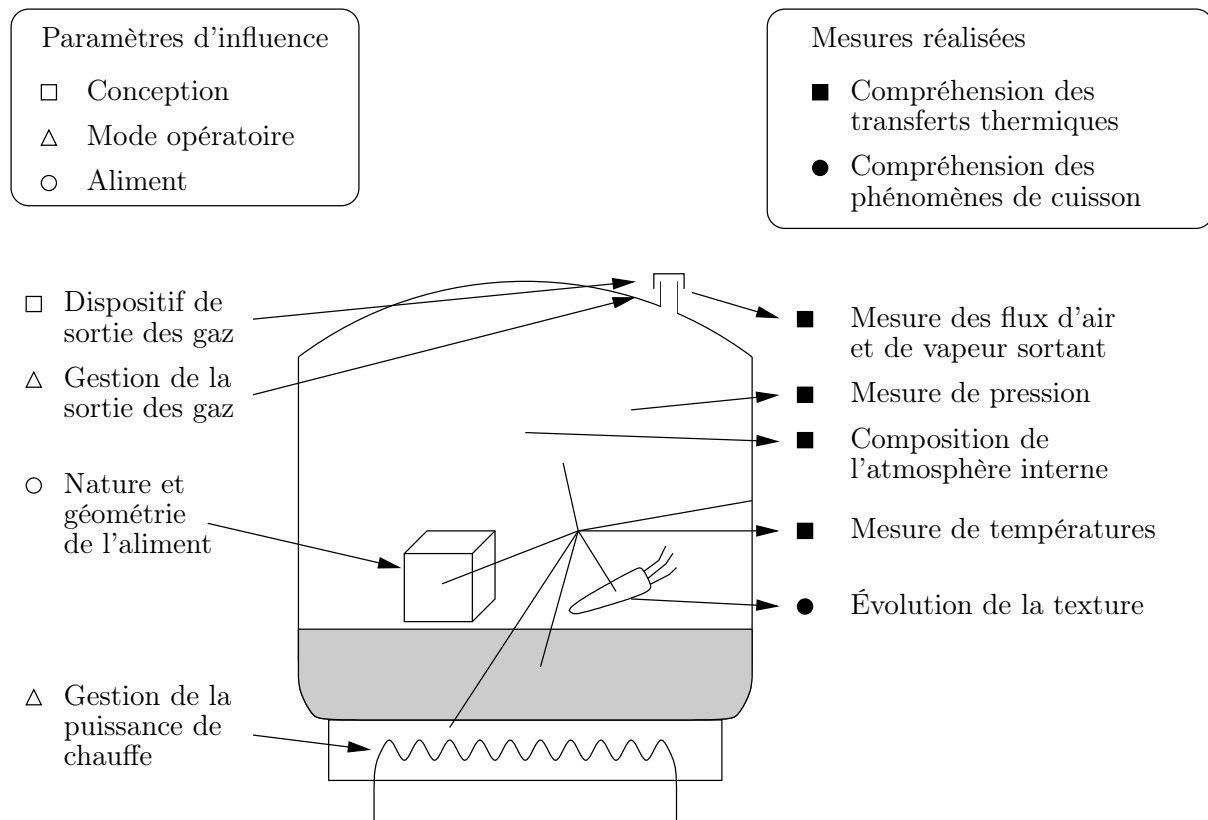 Paramètres d'influence
Conception
Mode opératoire
Aliment
Mesures réalisées
Compréhension des
transferts thermiques
Compréhension des
phénomènes de cuisson
Dispositif de
sortie des gaz
Gestion de la
sortie des gaz
Nature et
géométrie
de l'aliment
Gestion de la
puissance de
chauffe
Mesure des flux d'air
et de vapeur sortant
Mesure de pression
Composition de
l'atmosphère interne
Mesure de températures
Évolution de la texture